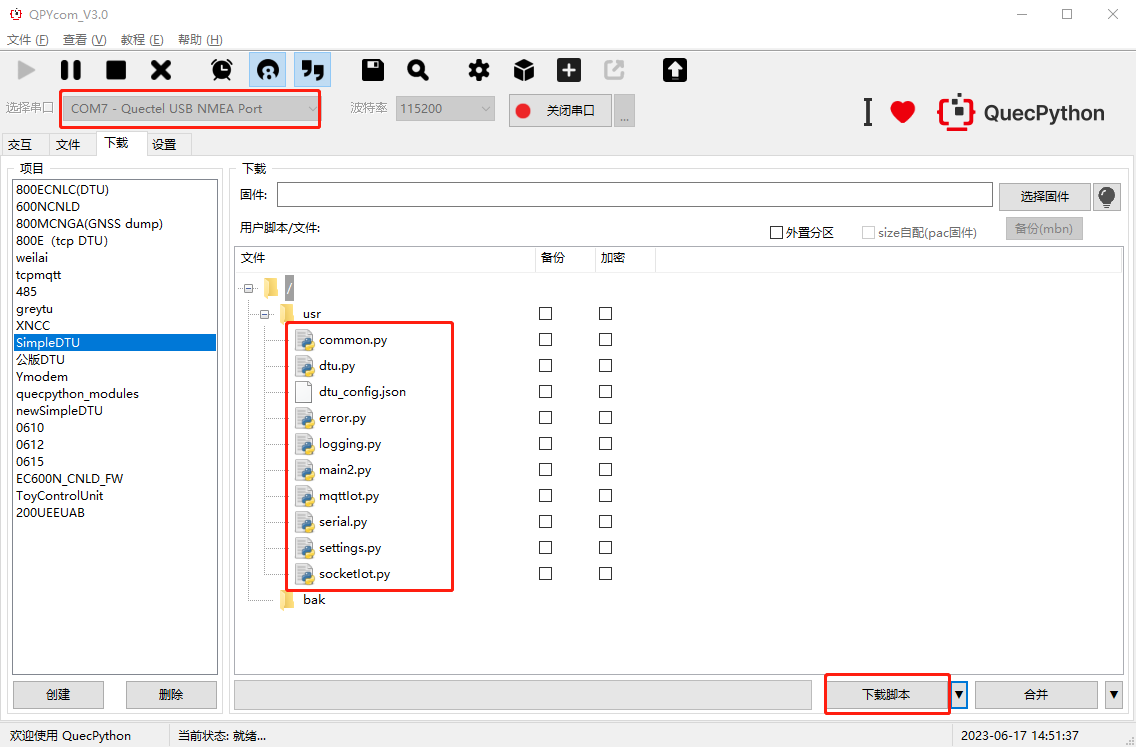 QPYcom_V3.0
文件 (F) 查看 (V) 教程 (E) 帮助 (H)
选择串口 COM7 - Quectel USB NMEA Port 波特率 115200 关闭串口 ... I QuecPython
交互 文件 下载 设置
项目
800ECNLC(DTU)
600NCNLD
800MCNGA(GNSS dump)
800E（tcp DTU）
weilai
tcpmqtt
485
greytu
XNCC
SimpleDTU
公版DTU
Ymodem
quecpython_modules
newSimpleDTU
0610
0612
0615
EC600N_CNLD_FW
ToyControlUnit
200UEEUAB
创建 删除
下载
固件: 选择固件
用户脚本/文件: 外置分区 size自配(pac固件) 备份(mbn)
文件 备份 加密
/
usr
common.py
dtu.py
dtu_config.json
error.py
logging.py
main2.py
mqttIot.py
serial.py
settings.py
socketIot.py
bak
下载脚本 合并
欢迎使用 QuecPython 当前状态: 就绪... 2023-06-17 14:51:37